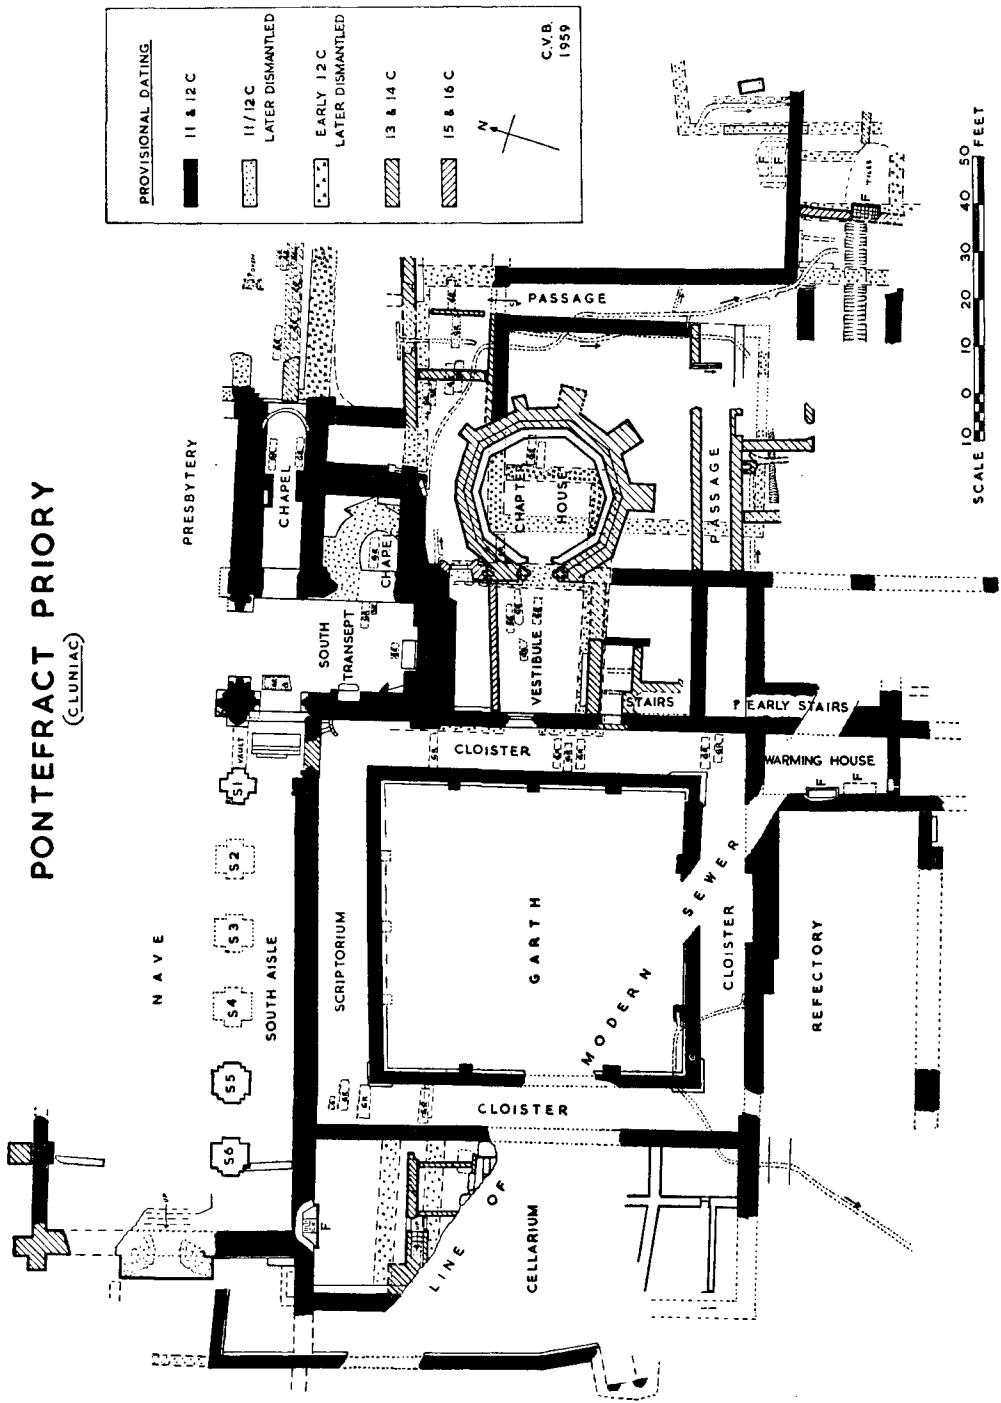 PONTEFRACT PRIORY
(CLUNIAC)
PROVISIONAL DATING
11 & 12 C
11/12 C
LATER DISMANTLED
EARLY 12 C
LATER DISMANTLED
13 & 14 C
15 & 16 C
N
C.V.B.
1959
PRESBYTERY
CHAPEL
CHAPEL
SOUTH
TRANSEPT
NAVE
VAULT
S1
S2
S3
S4
S5
S6
SOUTH AISLE
SCRIPTORIUM
UP
F
CLOISTER
GARTH
CLOISTER
CLOISTER
VESTIBULE
CHAPTER
HOUSE
PASSAGE
PASSAGE
STAIRS
? EARLY STAIRS
WARMING HOUSE
F
F
F
F
F
TILES
REFECTORY
CELLARIUM
LINE OF
MODERN
SEWER
SCALE 10 0 10 20 30 40 50 FEET